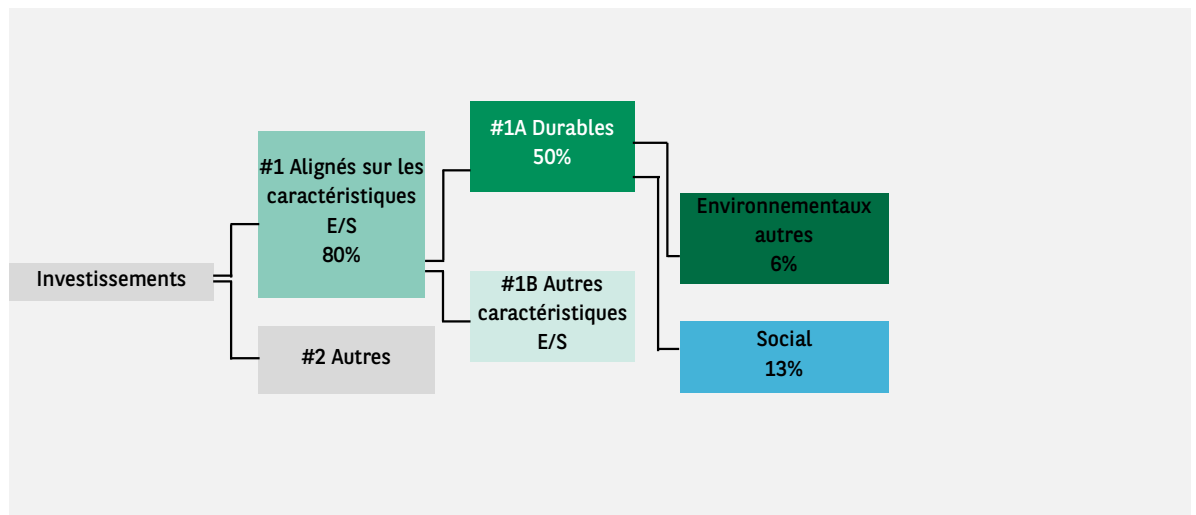 Investissements
#1 Alignés sur les
caractéristiques
E/S
80%
#2 Autres
#1A Durables
50%
#1B Autres
caractéristiques
E/S
Environnementaux
autres
6%
Social
13%